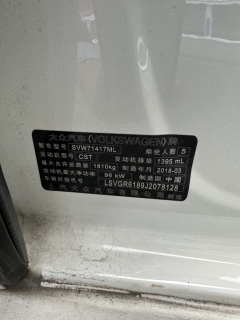 大众汽车(VOLKSWAGEN)牌
整车型号 SVW71417ML 乘坐人数 5
发动机型号 CST 发动机排量 1395 mL
最大允许总质量 1810kg 制造年月 2018-03
发动机最大净功率 96 kW 制造国 中国
LSVGR6189J2078128
上汽大众汽车有限公司